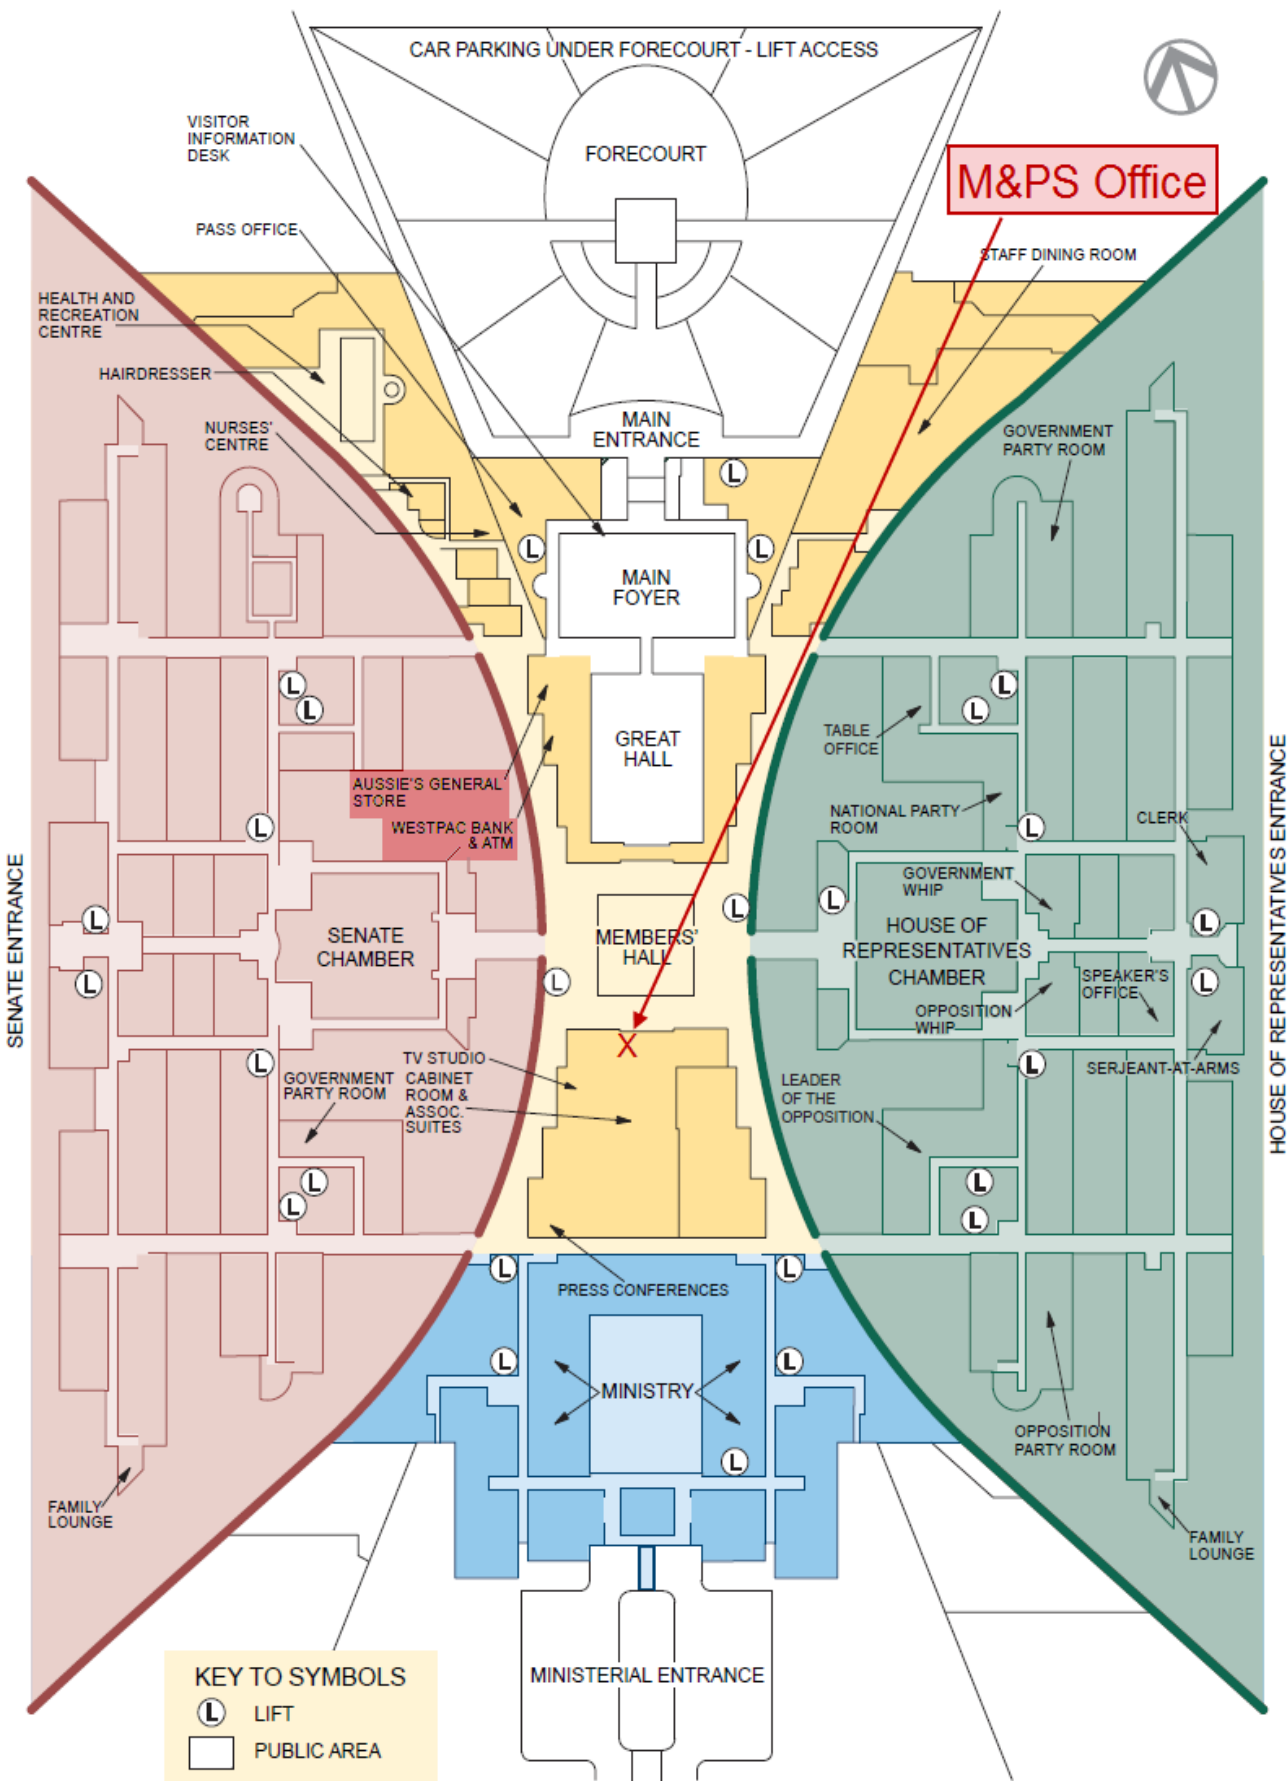 CAR PARKING UNDER FORECOURT - LIFT ACCESS
VISITOR
INFORMATION
DESK
FORECOURT
M&PS Office
PASS OFFICE
STAFF DINING ROOM
HEALTH AND
RECREATION
CENTRE
HAIRDRESSER
MAIN
ENTRANCE
NURSES'
CENTRE
GOVERNMENT
PARTY ROOM
L
L
L
MAIN
FOYER
L
L
L
L
TABLE
OFFICE
GREAT
HALL
AUSSIE'S GENERAL
STORE
NATIONAL PARTY
ROOM
CLERK
WESTPAC BANK
& ATM
L
L
GOVERNMENT
WHIP
L
L
L
L
SENATE ENTRANCE
HOUSE OF REPRESENTATIVES ENTRANCE
SENATE
CHAMBER
MEMBERS'
HALL
HOUSE OF
REPRESENTATIVES
CHAMBER
SPEAKER'S
OFFICE
L
L
L
OPPOSITION
WHIP
X
TV STUDIO
CABINET
ROOM &
ASSOC.
SUITES
L
L
SERJEANT-AT-ARMS
GOVERNMENT
PARTY ROOM
LEADER
OF THE
OPPOSITION
L
L
L
L
L
L
PRESS CONFERENCES
L
L
MINISTRY
OPPOSITION
PARTY ROOM
L
FAMILY
LOUNGE
FAMILY
LOUNGE
MINISTERIAL ENTRANCE
KEY TO SYMBOLS
L LIFT
PUBLIC AREA